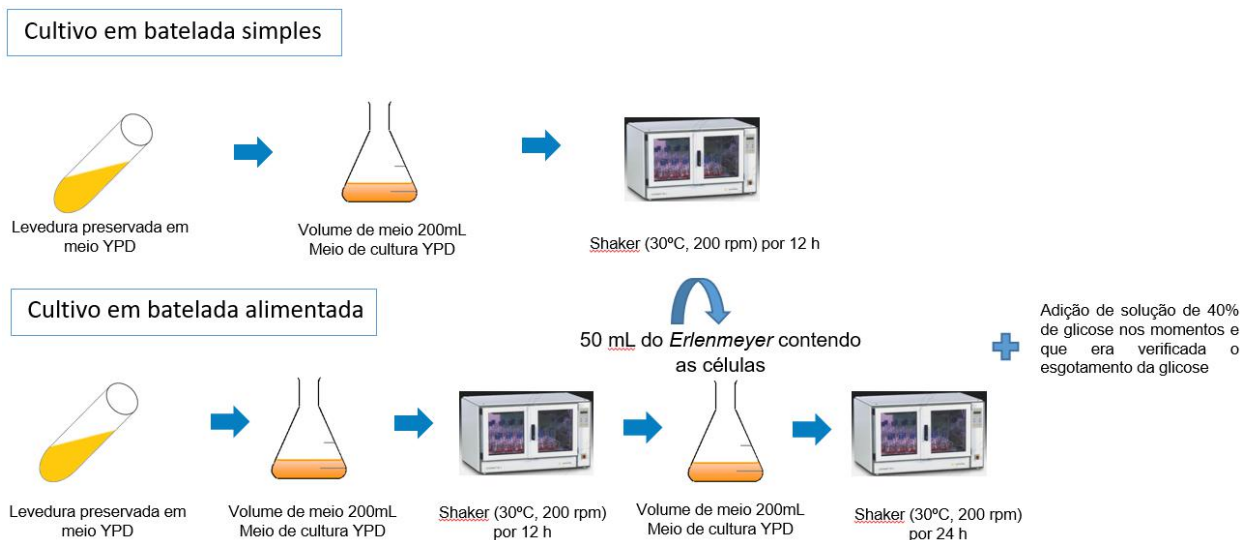 Cultivo em batelada simples
Levedura preservada em
meio YPD
Volume de meio 200mL
Meio de cultura YPD
Shaker (30ºC, 200 rpm) por 12 h
Cultivo em batelada alimentada
50 mL do Erlenmeyer contendo
as células
Adição de solução de 40%
de glicose nos momentos e
que era verificada o
esgotamento da glicose
Levedura preservada em
meio YPD
Volume de meio 200mL
Meio de cultura YPD
Shaker (30ºC, 200 rpm)
por 12 h
Volume de meio 200mL
Meio de cultura YPD
Shaker (30ºC, 200 rpm)
por 24 h